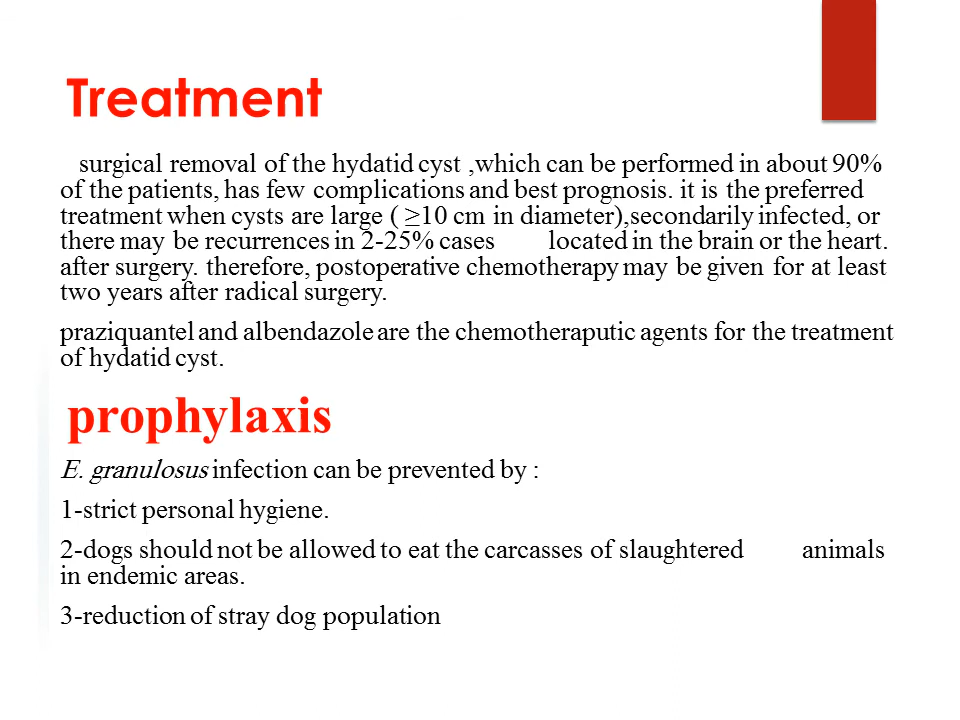 Treatment
surgical removal of the hydatid cyst ,which can be performed in about 90%
of the patients, has few complications and best prognosis. it is the preferred
treatment when cysts are large ( ≥10 cm in diameter),secondarily infected, or
there may be recurrences in 2-25% cases located in the brain or the heart.
after surgery. therefore, postoperative chemotherapy may be given for at least
two years after radical surgery.
praziquantel and albendazole are the chemotheraputic agents for the treatment
of hydatid cyst.
prophylaxis
E. granulosus infection can be prevented by :
1-strict personal hygiene.
2-dogs should not be allowed to eat the carcasses of slaughtered animals
in endemic areas.
3-reduction of stray dog population